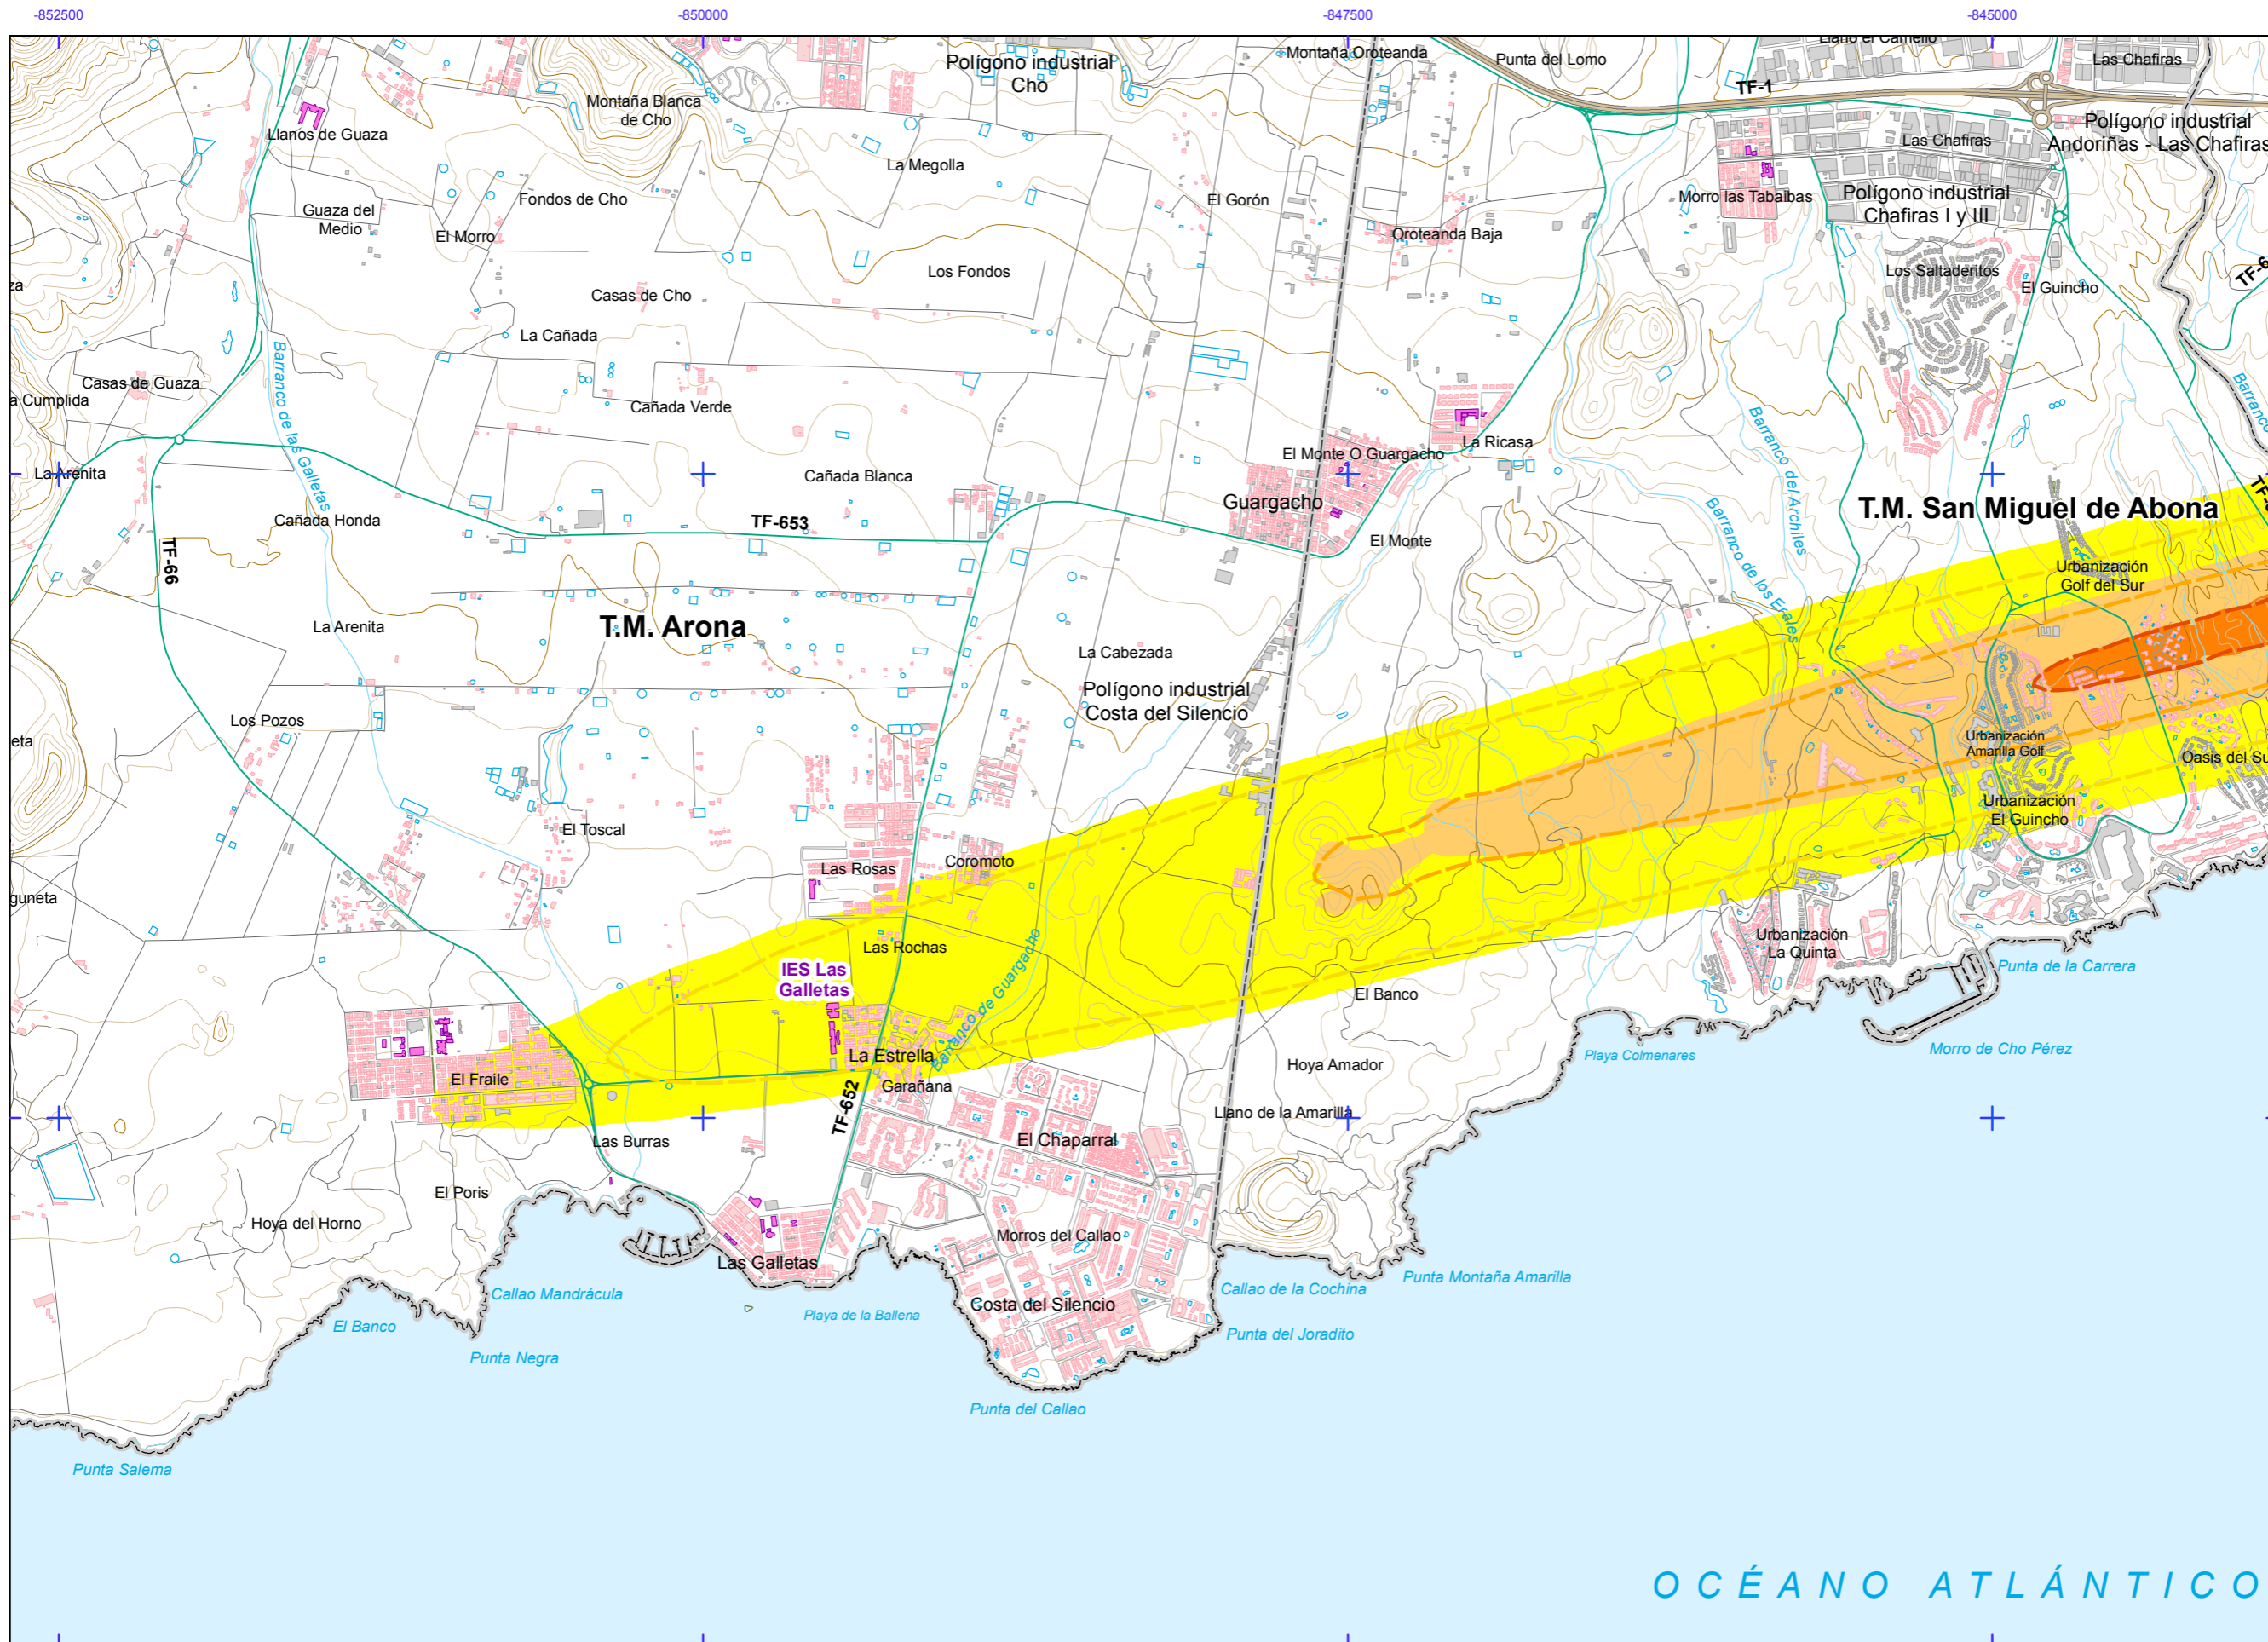 -852500
-850000
-847500
-845000
Polígono industrial
Cho
Montaña Oroteanda
Punta del Lomo
Llano el Camello
Las Chafiras
TF-1
Montaña Blanca
de Cho
Llanos de Guaza
Polígono industrial
Andoriñas - Las Chafiras
Las Chafiras
La Megolla
Fondos de Cho
El Gorón
Morro las Tabaibas
Polígono industrial
Chafiras I y III
Guaza del
Medio
El Morro
Oroteanda Baja
Los Fondos
Los Saltaderitos
El Guincho
TF-6
za
Casas de Cho
La Cañada
Barranco de las Galletas
Casas de Guaza
a Cumplida
Cañada Verde
Barranco
La Ricasa
El Monte O Guargacho
Barranco del Archiles
La Arenita
Cañada Blanca
Guargacho
T.M. San Miguel de Abona
Cañada Honda
TF-653
El Monte
Barranco de los Erales
TF-66
Urbanización
Golf del Sur
La Arenita
T.M. Arona
La Cabezada
Polígono industrial
Costa del Silencio
Los Pozos
eta
Urbanización
Amarilla Golf
Oasis del Su
Urbanización
El Guincho
El Toscal
Las Rosas
Coromoto
guneta
Las Rochas
Urbanización
La Quinta
IES Las
Galletas
Punta de la Carrera
El Banco
Barranco de Guargacho
La Estrella
Playa Colmenares
Morro de Cho Pérez
Hoya Amador
El Fraile
Garañana
TF-652
Llano de la Amarilla
Las Burras
El Chaparral
El Poris
Hoya del Horno
Morros del Callao
Las Galletas
Punta Montaña Amarilla
Callao de la Cochina
Callao Mandrácula
Costa del Silencio
Playa de la Ballena
El Banco
Punta del Joradito
Punta Negra
Punta del Callao
Punta Salema
OCÉANO ATLÁNTICO